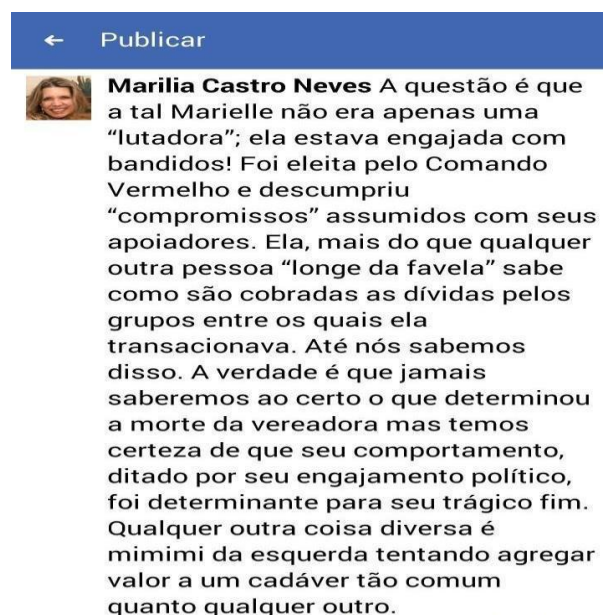 ← Publicar
Marilia Castro Neves A questão é que
a tal Marielle não era apenas uma
“lutadora”; ela estava engajada com
bandidos! Foi eleita pelo Comando
Vermelho e descumpriu
“compromissos” assumidos com seus
apoiadores. Ela, mais do que qualquer
outra pessoa “longe da favela” sabe
como são cobradas as dívidas pelos
grupos entre os quais ela
transacionava. Até nós sabemos
disso. A verdade é que jamais
saberemos ao certo o que determinou
a morte da vereadora mas temos
certeza de que seu comportamento,
ditado por seu engajamento político,
foi determinante para seu trágico fim.
Qualquer outra coisa diversa é
mimimi da esquerda tentando agregar
valor a um cadáver tão comum
quanto qualquer outro.